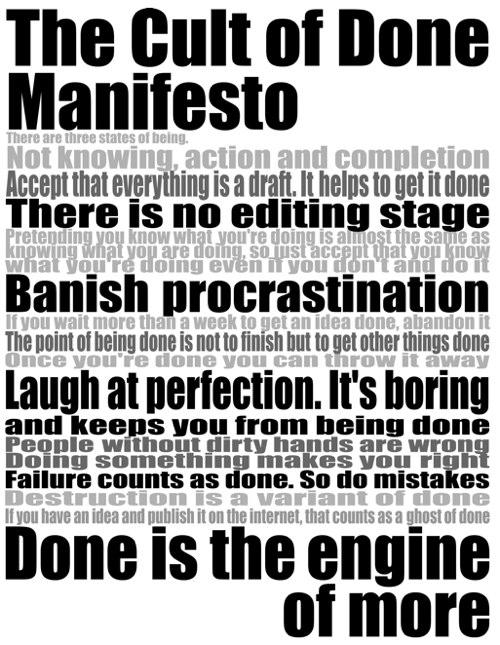 The Cult of Done
Manifesto
There are three states of being.
Not knowing, action and completion
Accept that everything is a draft. It helps to get it done
There is no editing stage
Pretending you know what you're doing is almost the same as
knowing what you are doing, so just accept that you know
what you're doing even if you don't and do it
Banish procrastination
If you wait more than a week to get an idea done, abandon it
The point of being done is not to finish but to get other things done
Once you're done you can throw it away
Laugh at perfection. It's boring
and keeps you from being done
People without dirty hands are wrong
Doing something makes you right
Failure counts as done. So do mistakes
Destruction is a variant of done
If you have an idea and publish it on the internet, that counts as a ghost of done
Done is the engine
of more